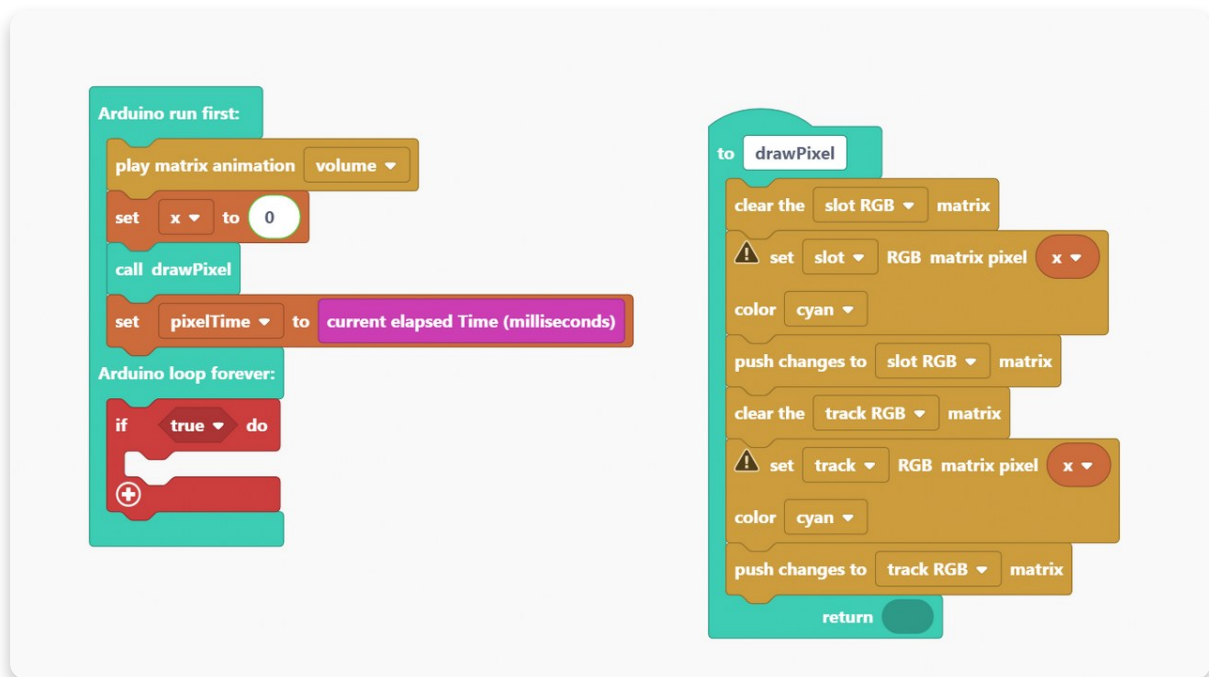 Arduino run first:
play matrix animation volume
set x to 0
call drawPixel
set pixelTime to current elapsed Time (milliseconds)
Arduino loop forever:
if true do
to drawPixel
clear the slot RGB matrix
set slot RGB matrix pixel x
color cyan
push changes to slot RGB matrix
clear the track RGB matrix
set track RGB matrix pixel x
color cyan
push changes to track RGB matrix
return